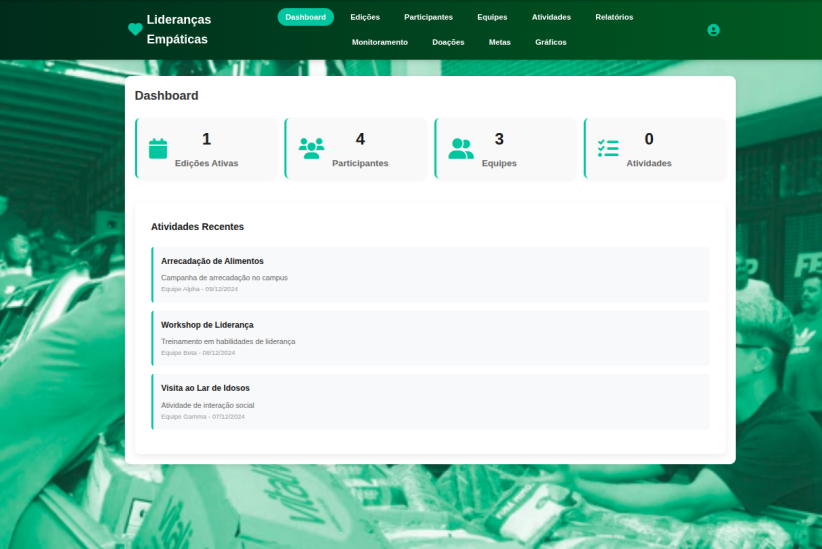 Lideranças
Empáticas
Dashboard Edições Participantes Equipes Atividades Relatórios
Monitoramento Doações Metas Gráficos
Dashboard
1
Edições Ativas
4
Participantes
3
Equipes
0
Atividades
Atividades Recentes
Arrecadação de Alimentos
Campanha de arrecadação no campus
Equipe Alpha - 09/12/2024
Workshop de Liderança
Treinamento em habilidades de liderança
Equipe Beta - 08/12/2024
Visita ao Lar de Idosos
Atividade de interação social
Equipe Gamma - 07/12/2024